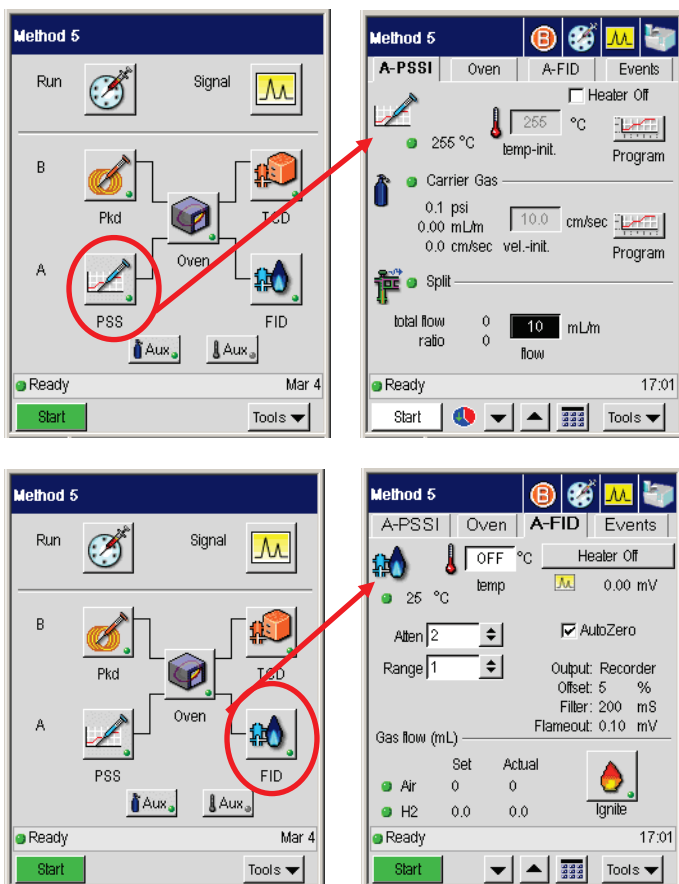 Method 5
Run Signal
B
Pkd TCD
Oven
A
PSS FID
Aux Aux
Ready Mar 4
Start Tools
Method 5
B
A-PSSI Oven A-FID Events
Heater Off
255 °C
255 °C temp-init. Program
Carrier Gas
0.1 psi
0.00 mL/m 10.0 cm/sec
0.0 cm/sec vel.-init. Program
Split
total flow 0 10 mL/m
ratio 0
flow
Ready 17:01
Start Tools
Method 5
Run Signal
B
Pkd TCD
Oven
A
PSS FID
Aux Aux
Ready Mar 4
Start Tools
Method 5
B
A-PSSI Oven A-FID Events
OFF °C Heater Off
temp 0.00 mV
25 °C
Atten 2 AutoZero
Range 1 Output: Recorder
Offset: 5 %
Filter: 200 mS
Flameout: 0.10 mV
Gas flow (mL)
Set Actual
Air 0 0
H2 0.0 0.0 Ignite
Ready 17:01
Start Tools